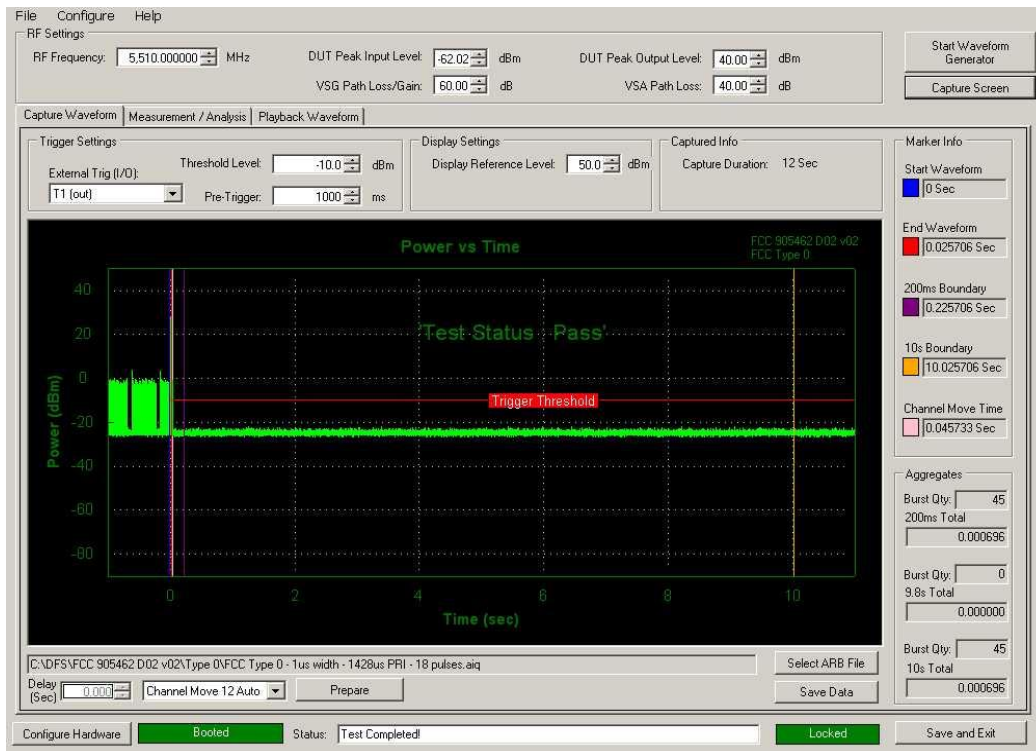 File Configure Help
RF Settings
RF Frequency: 5,510.000000 MHz
DUT Peak Input Level: -62.02 dBm
DUT Peak Output Level: 40.00 dBm
VSG Path Loss/Gain: 60.00 dB
VSA Path Loss: 40.00 dB
Start Waveform
Generator
Capture Screen
Capture Waveform Measurement / Analysis Playback Waveform
Trigger Settings
External Trig (I/O):
T1 (out)
Threshold Level: -10.0 dBm
Pre-Trigger: 1000 ms
Display Settings
Display Reference Level: 50.0 dBm
Captured Info
Capture Duration: 12 Sec
Marker Info
Start Waveform
0 Sec
End Waveform
0.025706 Sec
200ms Boundary
0.225706 Sec
10s Boundary
10.025706 Sec
Channel Move Time
0.045733 Sec
Power vs Time
FCC 905462 D02 v02
FCC Type 0
'Test Status - Pass'
Trigger Threshold
Power (dBm)
40
20
0
-20
-40
-60
-80
0 2 4 6 8 10
Time (sec)
Aggregates
Burst Qty: 45
200ms Total
0.000696
Burst Qty: 0
9.8s Total
0.000000
Burst Qty: 45
10s Total
0.000696
C:\DFS\FCC 905462 D02 v02\Type 0\FCC Type 0 - 1us width - 1428us PRI - 18 pulses.aiq
Select ARB File
Delay
(Sec) 0.000
Channel Move 12 Auto
Prepare
Save Data
Configure Hardware
Booted
Status: Test Completed!
Locked
Save and Exit